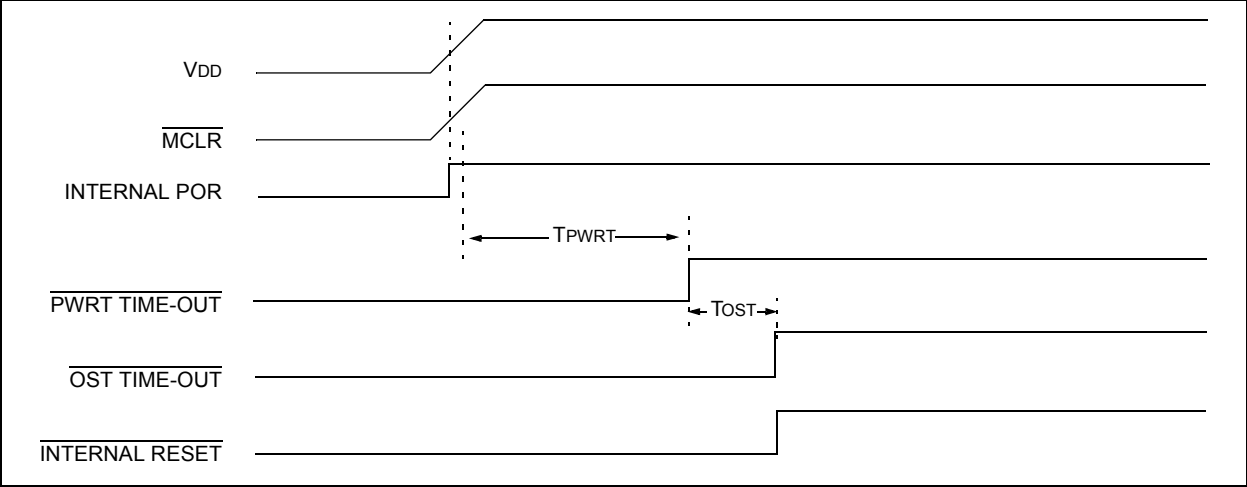 VDD
MCLR
INTERNAL POR
TPWRT
PWRT TIME-OUT
TOST
OST TIME-OUT
INTERNAL RESET